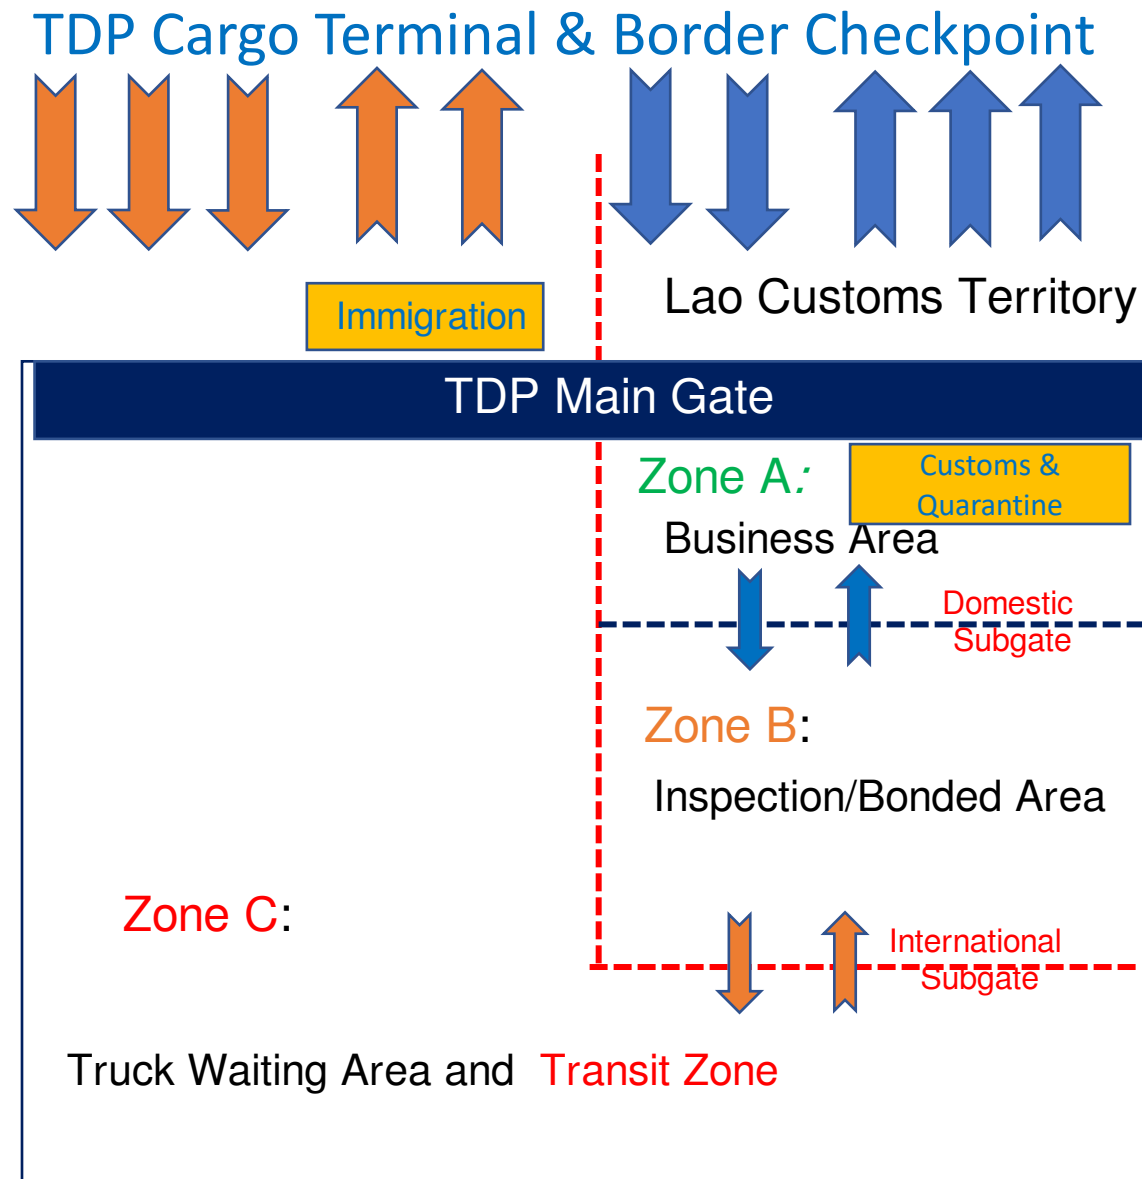 TDP Cargo Terminal & Border Checkpoint
Immigration
Lao Customs Territory
TDP Main Gate
Zone A:
Customs &
Quarantine
Business Area
Domestic
Subgate
Zone B:
Inspection/Bonded Area
Zone C:
International
Subgate
Truck Waiting Area and Transit Zone